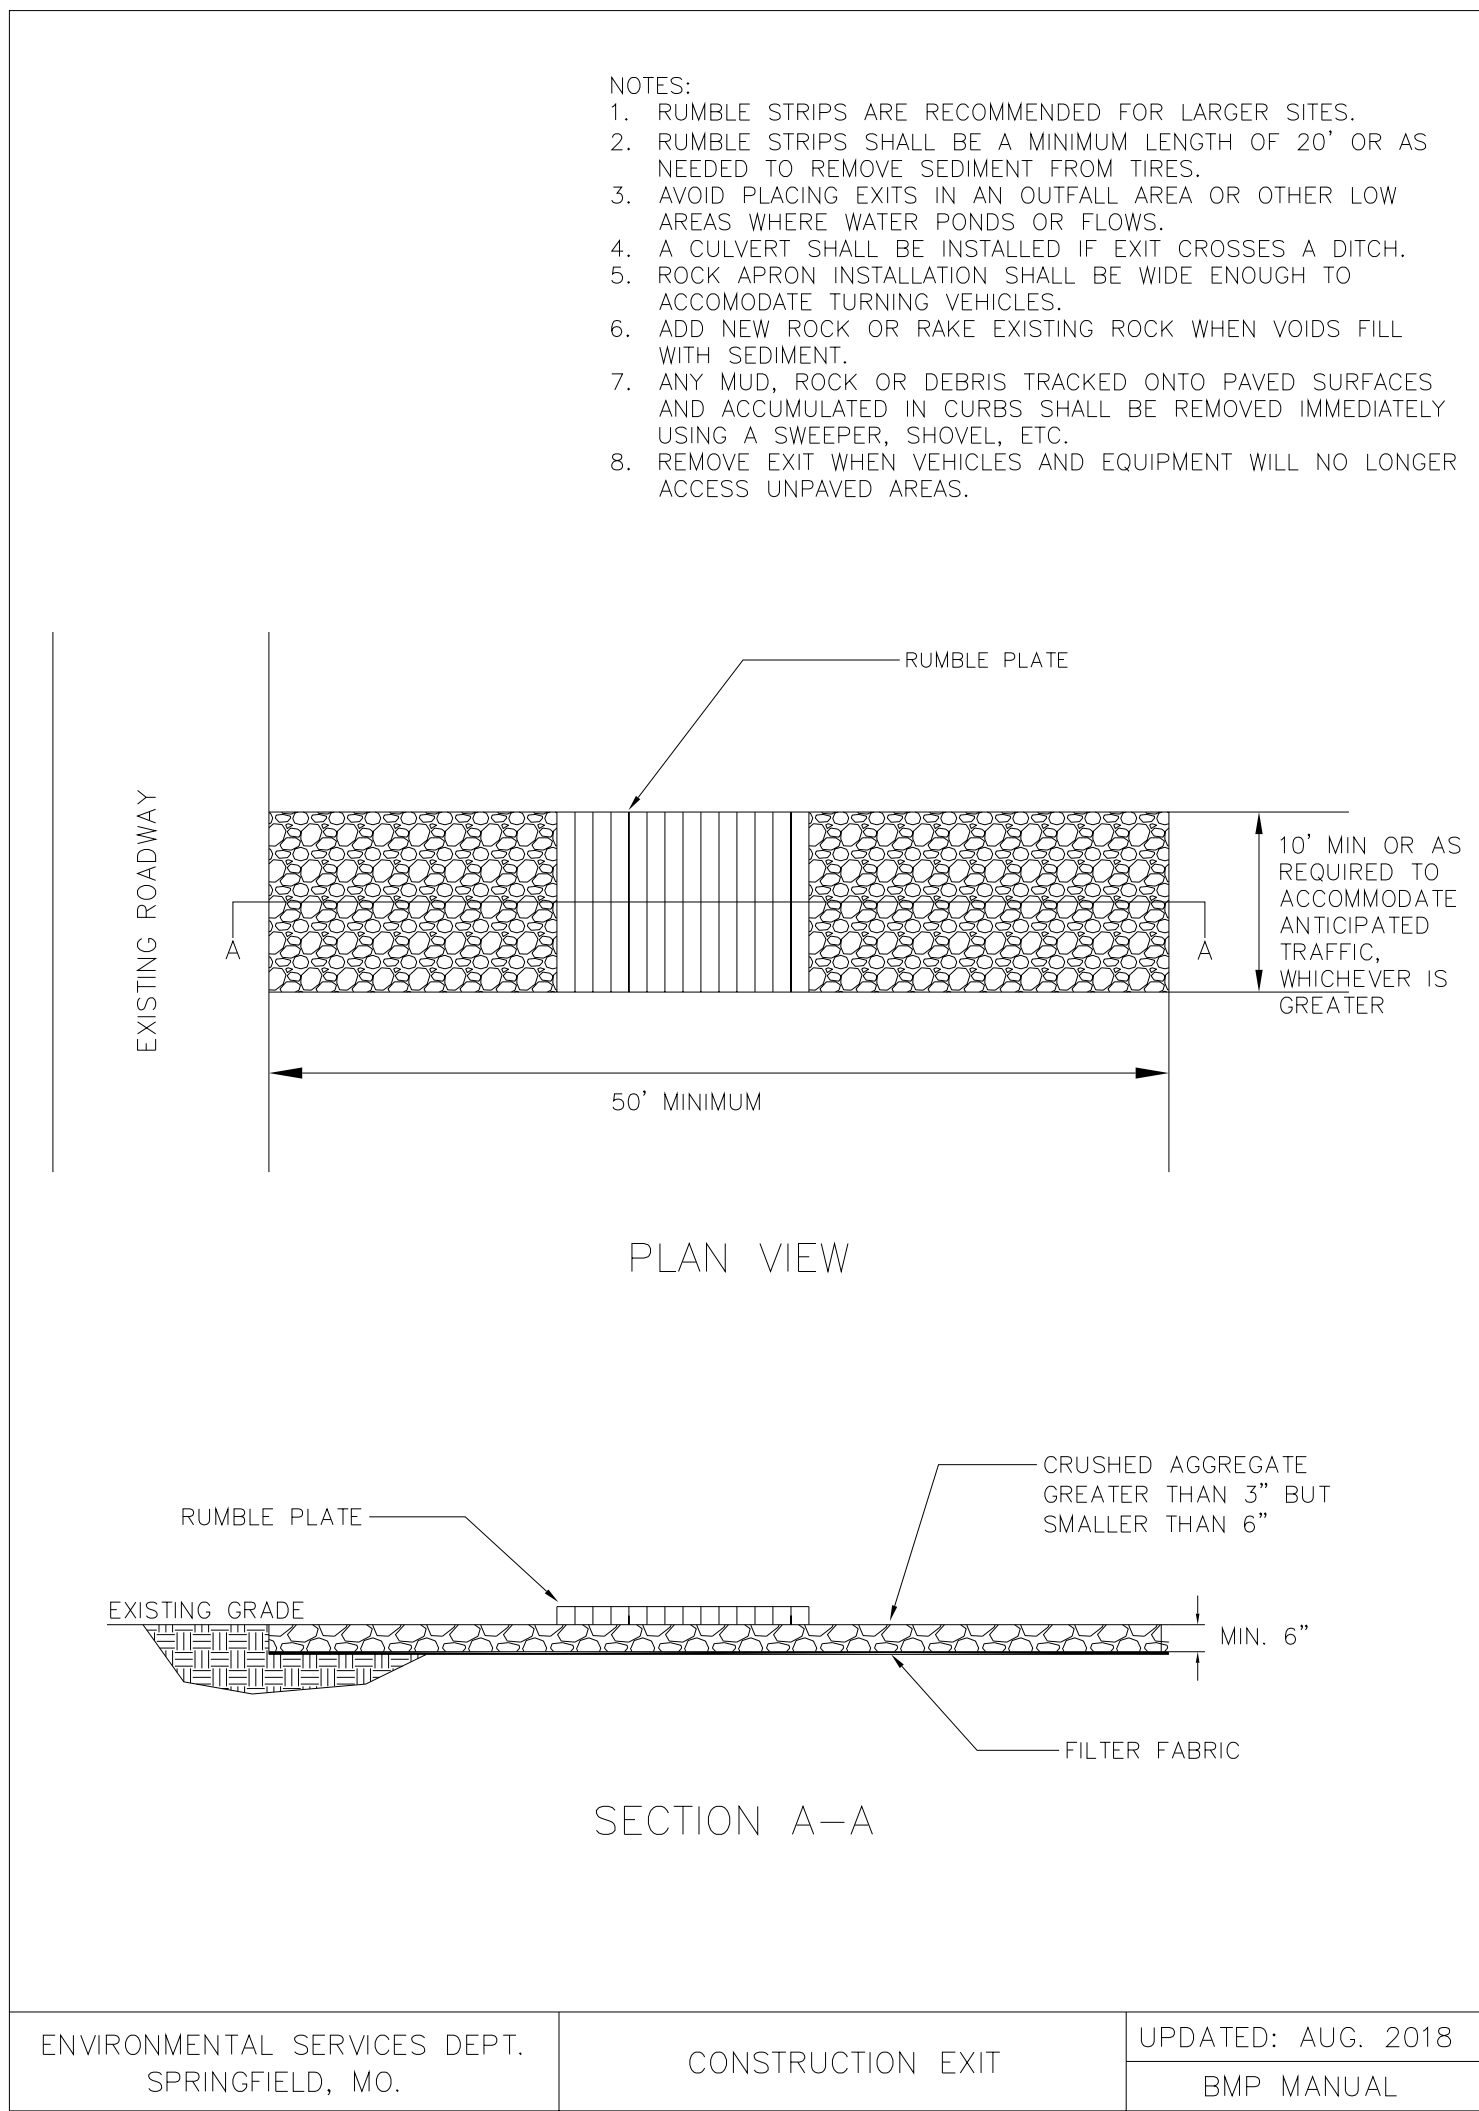 NOTES:
1. RUMBLE STRIPS ARE RECOMMENDED FOR LARGER SITES.
2. RUMBLE STRIPS SHALL BE A MINIMUM LENGTH OF 20' OR AS
NEEDED TO REMOVE SEDIMENT FROM TIRES.
3. AVOID PLACING EXITS IN AN OUTFALL AREA OR OTHER LOW
AREAS WHERE WATER PONDS OR FLOWS.
4. A CULVERT SHALL BE INSTALLED IF EXIT CROSSES A DITCH.
5. ROCK APRON INSTALLATION SHALL BE WIDE ENOUGH TO
ACCOMODATE TURNING VEHICLES.
6. ADD NEW ROCK OR RAKE EXISTING ROCK WHEN VOIDS FILL
WITH SEDIMENT.
7. ANY MUD, ROCK OR DEBRIS TRACKED ONTO PAVED SURFACES
AND ACCUMULATED IN CURBS SHALL BE REMOVED IMMEDIATELY
USING A SWEEPER, SHOVEL, ETC.
8. REMOVE EXIT WHEN VEHICLES AND EQUIPMENT WILL NO LONGER
ACCESS UNPAVED AREAS.
RUMBLE PLATE
EXISTING ROADWAY
A
A
10' MIN OR AS
REQUIRED TO
ACCOMMODATE
ANTICIPATED
TRAFFIC,
WHICHEVER IS
GREATER
50' MINIMUM
PLAN VIEW
CRUSHED AGGREGATE
GREATER THAN 3" BUT
SMALLER THAN 6"
RUMBLE PLATE
EXISTING GRADE
MIN. 6"
FILTER FABRIC
SECTION A-A
ENVIRONMENTAL SERVICES DEPT.
SPRINGFIELD, MO.
CONSTRUCTION EXIT
UPDATED: AUG. 2018
BMP MANUAL